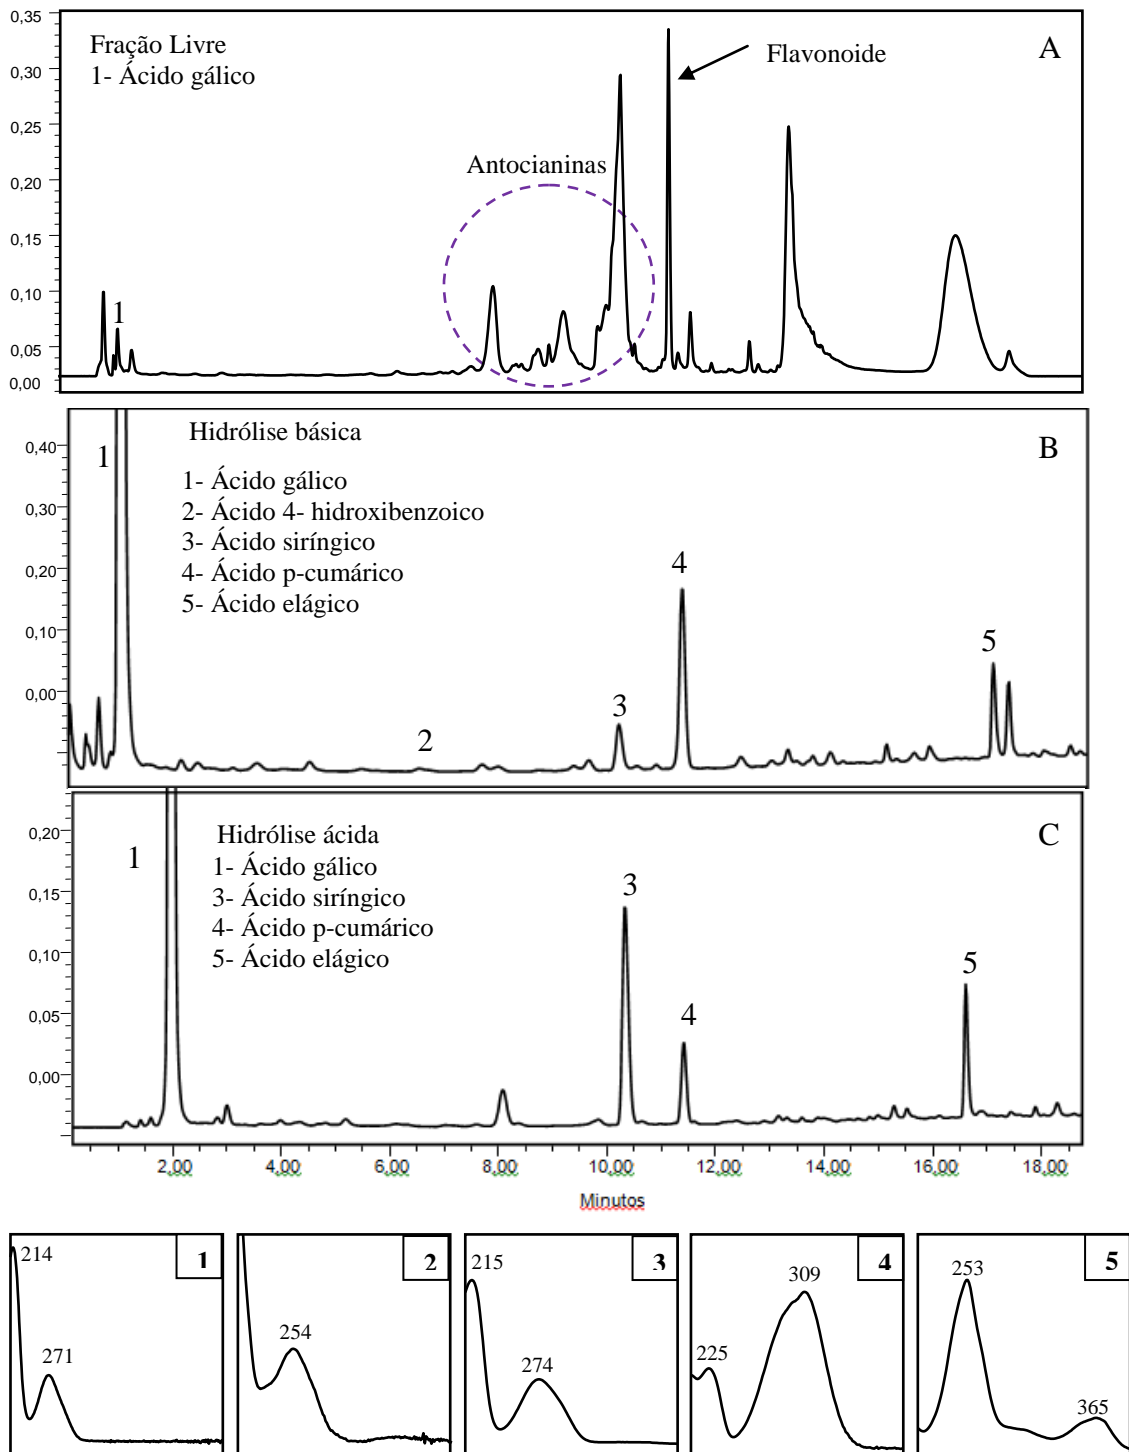 0,35
0,30
0,25
0,20
0,15
0,10
0,05
0,00
Fração Livre
1- Ácido gálico
Flavonoide
A
Antocianinas
1
0,40
0,30
0,20
0,10
0,00
Hidrólise básica
B
1- Ácido gálico
2- Ácido 4- hidroxibenzoico
3- Ácido siríngico
4- Ácido p-cumárico
5- Ácido elágico
1
2
3
4
5
0,20
0,15
0,10
0,05
0,00
Hidrólise ácida
C
1- Ácido gálico
3- Ácido siríngico
4- Ácido p-cumárico
5- Ácido elágico
1
3
4
5
2,00 4,00 6,00 8,00 10,00 12,00 14,00 16,00 18,00
Minutos
214
271
1
254
2
215
274
3
225
309
4
253
365
5